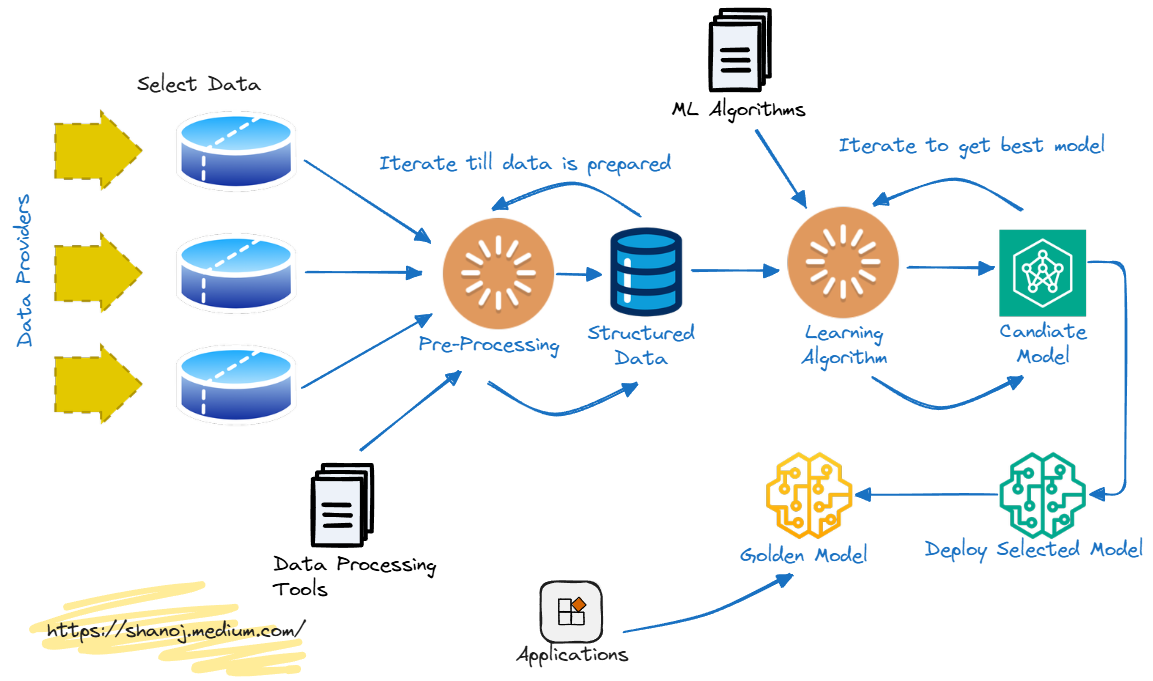 Select Data
Data Providers
ML Algorithms
Iterate till data is prepared
Iterate to get best model
Pre-Processing
Structured
Data
Learning
Algorithm
Candiate
Model
Data Processing
Tools
Golden Model
Deploy Selected Model
https://shanoj.medium.com/
Applications